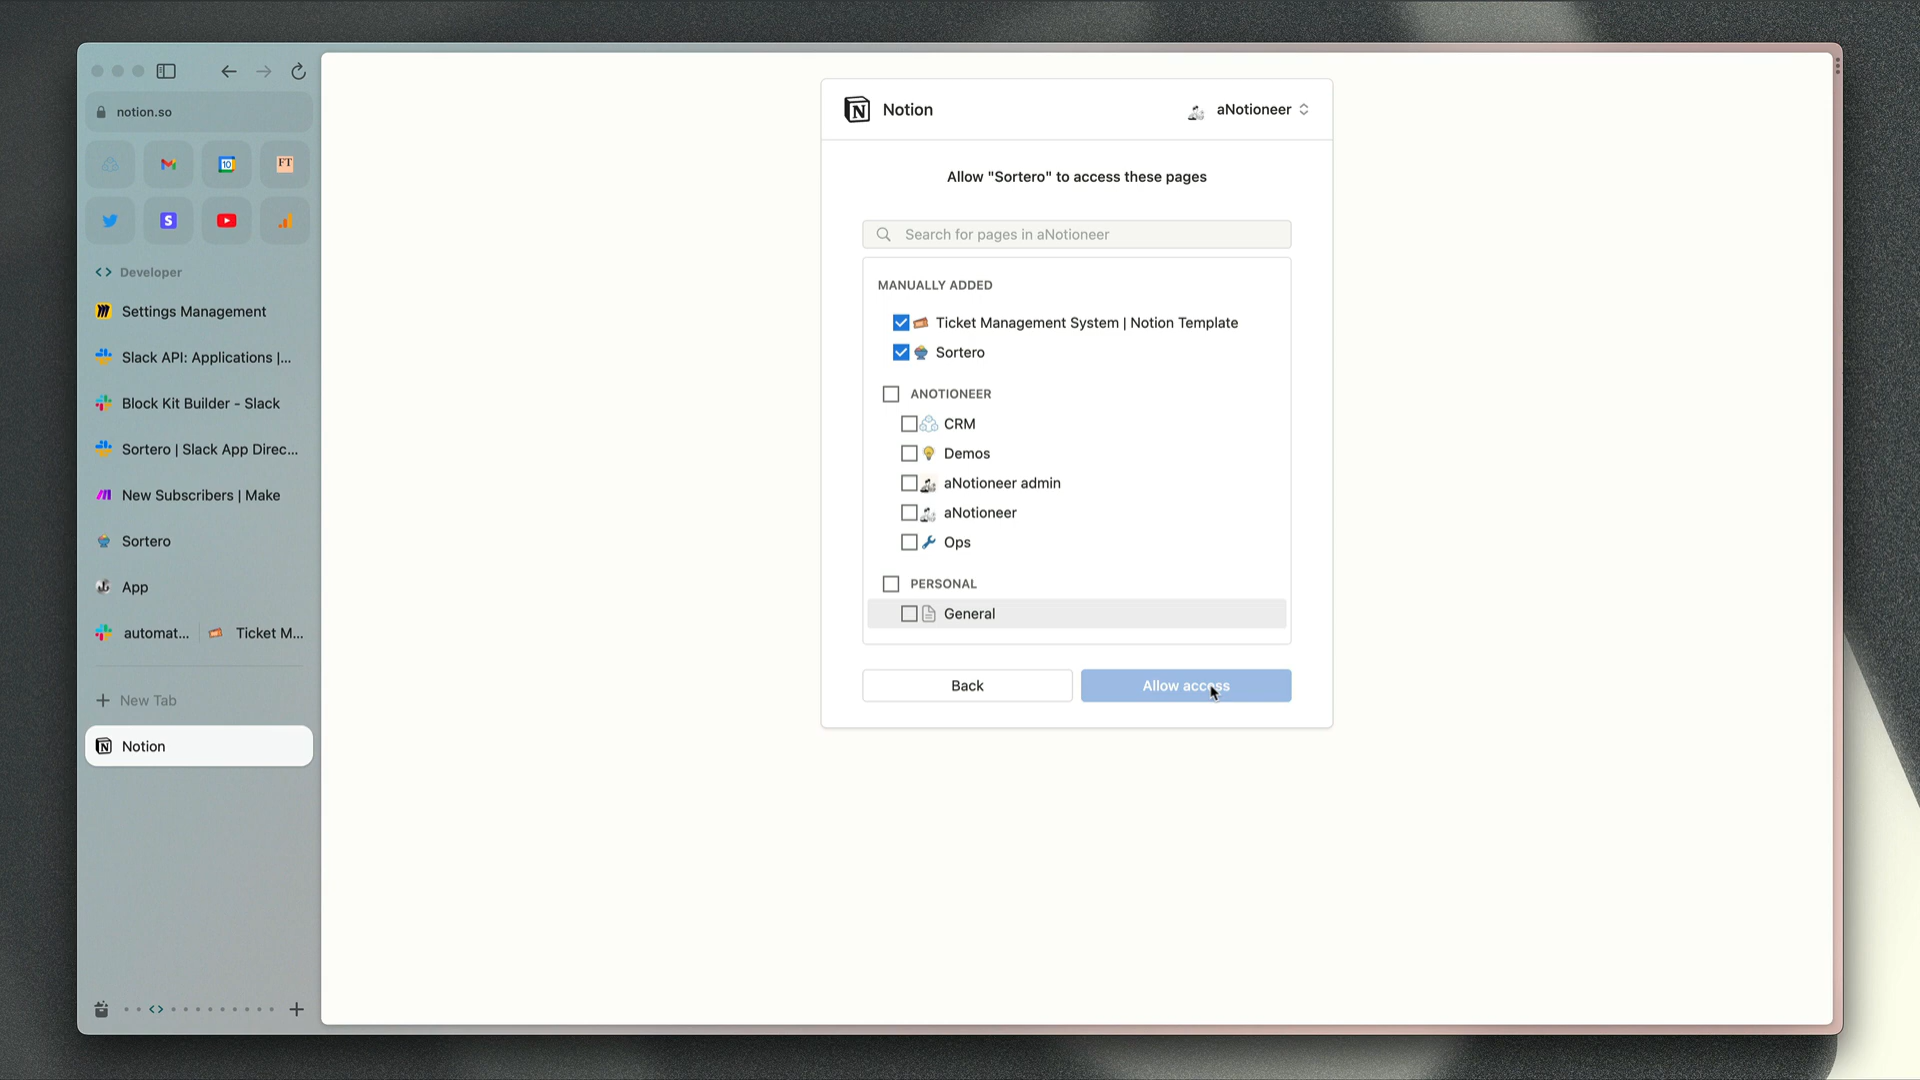 notion.so
10
FT
S
Developer
Settings Management
Slack API: Applications |...
Block Kit Builder - Slack
Sortero | Slack App Direc...
New Subscribers | Make
Sortero
App
automat... Ticket M...
New Tab
Notion
Notion
aNotioneer
Allow "Sortero" to access these pages
Search for pages in aNotioneer
MANUALLY ADDED
Ticket Management System | Notion Template
Sortero
ANOTIONEER
CRM
Demos
aNotioneer admin
aNotioneer
Ops
PERSONAL
General
Back
Allow access